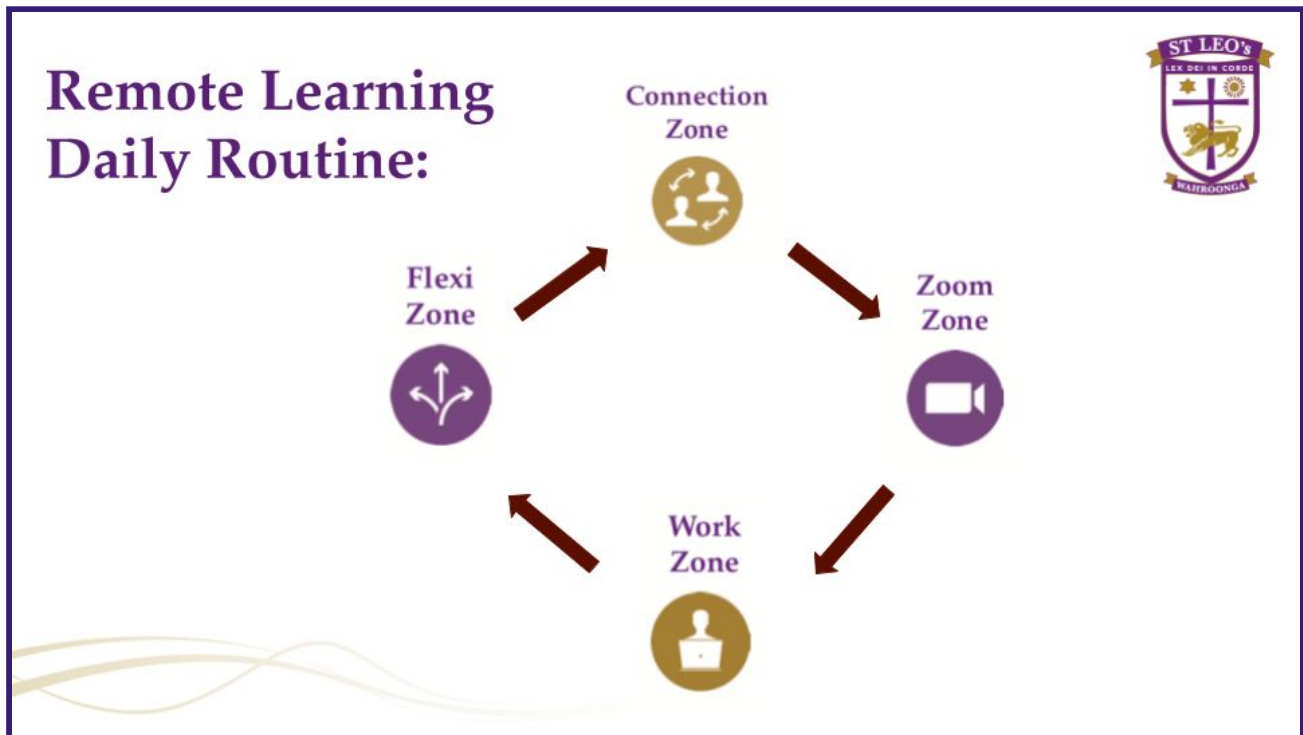 Remote Learning
Daily Routine:
ST LEO's
LEX DEI IN CORDE
WAHROONGA
Connection
Zone
Flexi
Zone
Zoom
Zone
Work
Zone